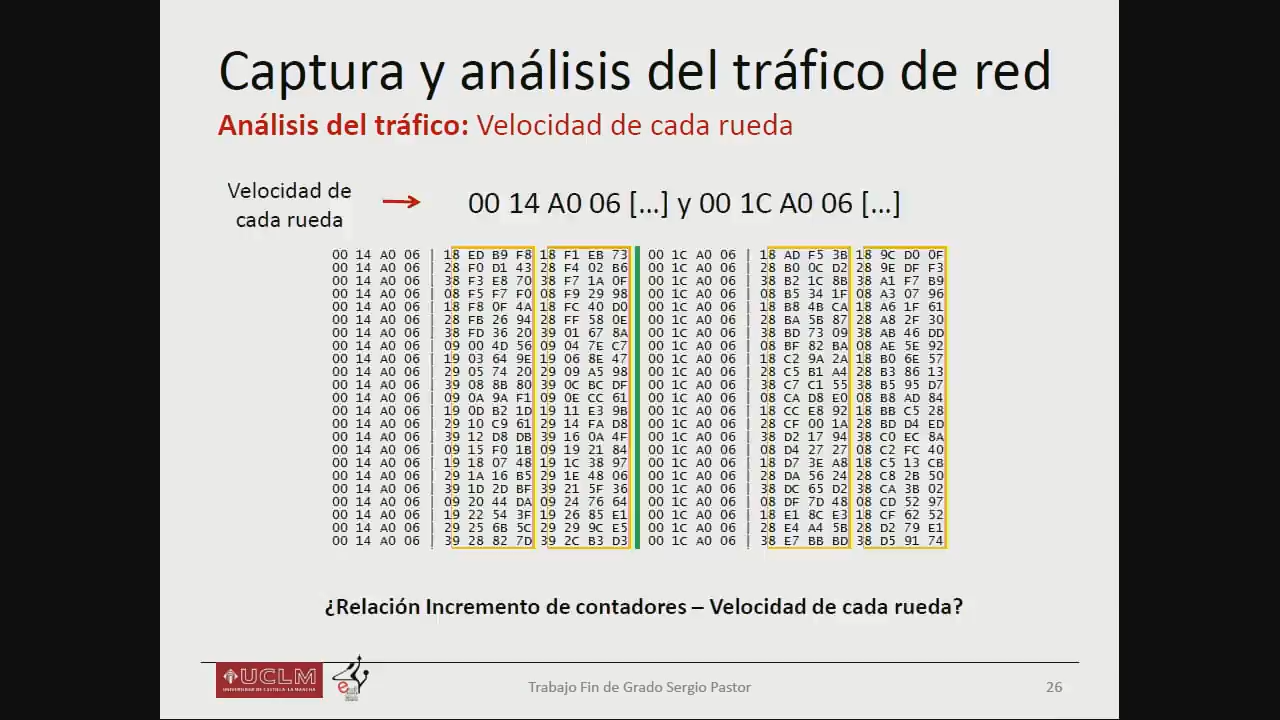 Captura y análisis del tráfico de red
Análisis del tráfico: Velocidad de cada rueda
Velocidad de
cada rueda
00 14 A0 06 [...] y 00 1C A0 06 [...]
00 14 A0 06 | 18 ED B9 F8 18 F1 EB 73 00 1C A0 06 | 18 AD F5 3B 18 9C D0 0F
00 14 A0 06 | 28 F0 D1 43 28 F4 02 B6 00 1C A0 06 | 28 B0 0C D2 28 9E DF F3
00 14 A0 06 | 38 F3 E8 70 38 F7 1A 0F 00 1C A0 06 | 38 B2 1C 8B 38 A1 F7 B9
00 14 A0 06 | 08 F5 F7 F0 08 F9 29 98 00 1C A0 06 | 08 B5 34 1F 08 A3 07 96
00 14 A0 06 | 18 F8 0F 4A 18 FC 40 D0 00 1C A0 06 | 18 B8 4B CA 18 A6 1F 61
00 14 A0 06 | 28 FB 26 94 28 FF 58 0E 00 1C A0 06 | 28 BA 5B 87 28 A8 2F 30
00 14 A0 06 | 38 FD 36 20 39 01 67 8A 00 1C A0 06 | 38 BD 73 09 38 AB 46 DD
00 14 A0 06 | 09 00 4D 56 09 04 7E C7 00 1C A0 06 | 08 BF 82 BA 08 AE 5E 92
00 14 A0 06 | 19 03 64 9E 19 06 8E 47 00 1C A0 06 | 18 C2 9A 2A 18 B0 6E 57
00 14 A0 06 | 29 05 74 20 29 09 A5 98 00 1C A0 06 | 28 C5 B1 A4 28 B3 86 13
00 14 A0 06 | 39 08 8B 80 39 0C BC DF 00 1C A0 06 | 38 C7 C1 55 38 B5 95 D7
00 14 A0 06 | 09 0A 9A F1 09 0E CC 61 00 1C A0 06 | 08 CA D8 E0 08 B8 AD 84
00 14 A0 06 | 19 0D B2 1D 19 11 E3 9B 00 1C A0 06 | 18 CC E8 92 18 BB C5 28
00 14 A0 06 | 29 10 C9 61 29 14 FA D8 00 1C A0 06 | 28 CF 00 1A 28 BD D4 ED
00 14 A0 06 | 39 12 D8 DB 39 16 0A 4F 00 1C A0 06 | 38 D2 17 94 38 C0 EC 8A
00 14 A0 06 | 09 15 F0 1B 09 19 21 84 00 1C A0 06 | 08 D4 27 27 08 C2 FC 40
00 14 A0 06 | 19 18 07 48 19 1C 38 97 00 1C A0 06 | 18 D7 3E A8 18 C5 13 CB
00 14 A0 06 | 29 1A 16 B5 29 1E 48 06 00 1C A0 06 | 28 DA 56 24 28 C8 2B 50
00 14 A0 06 | 39 1D 2D BF 39 21 5F 36 00 1C A0 06 | 38 DC 65 D2 38 CA 3B 02
00 14 A0 06 | 09 20 44 DA 09 24 76 64 00 1C A0 06 | 08 DF 7D 48 08 CD 52 97
00 14 A0 06 | 19 22 54 3F 19 26 85 E1 00 1C A0 06 | 18 E1 8C E3 18 CF 62 52
00 14 A0 06 | 29 25 6B 5C 29 29 9C E5 00 1C A0 06 | 28 E4 A4 5B 28 D2 79 E1
00 14 A0 06 | 39 28 82 7D 39 2C B3 D3 00 1C A0 06 | 38 E7 BB BD 38 D5 91 74
¿Relación Incremento de contadores – Velocidad de cada rueda?
UCLM
UNIVERSIDAD DE CASTILLA-LA MANCHA
Trabajo Fin de Grado Sergio Pastor
26